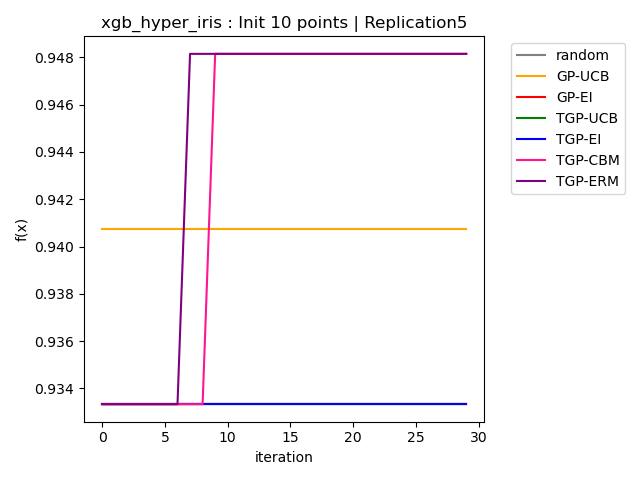 xgb_hyper_iris : Init 10 points | Replication5
random
GP-UCB
GP-EI
TGP-UCB
TGP-EI
TGP-CBM
TGP-ERM
f(x)
0.948
0.946
0.944
0.942
0.940
0.938
0.936
0.934
0
5
10
15
20
25
30
iteration